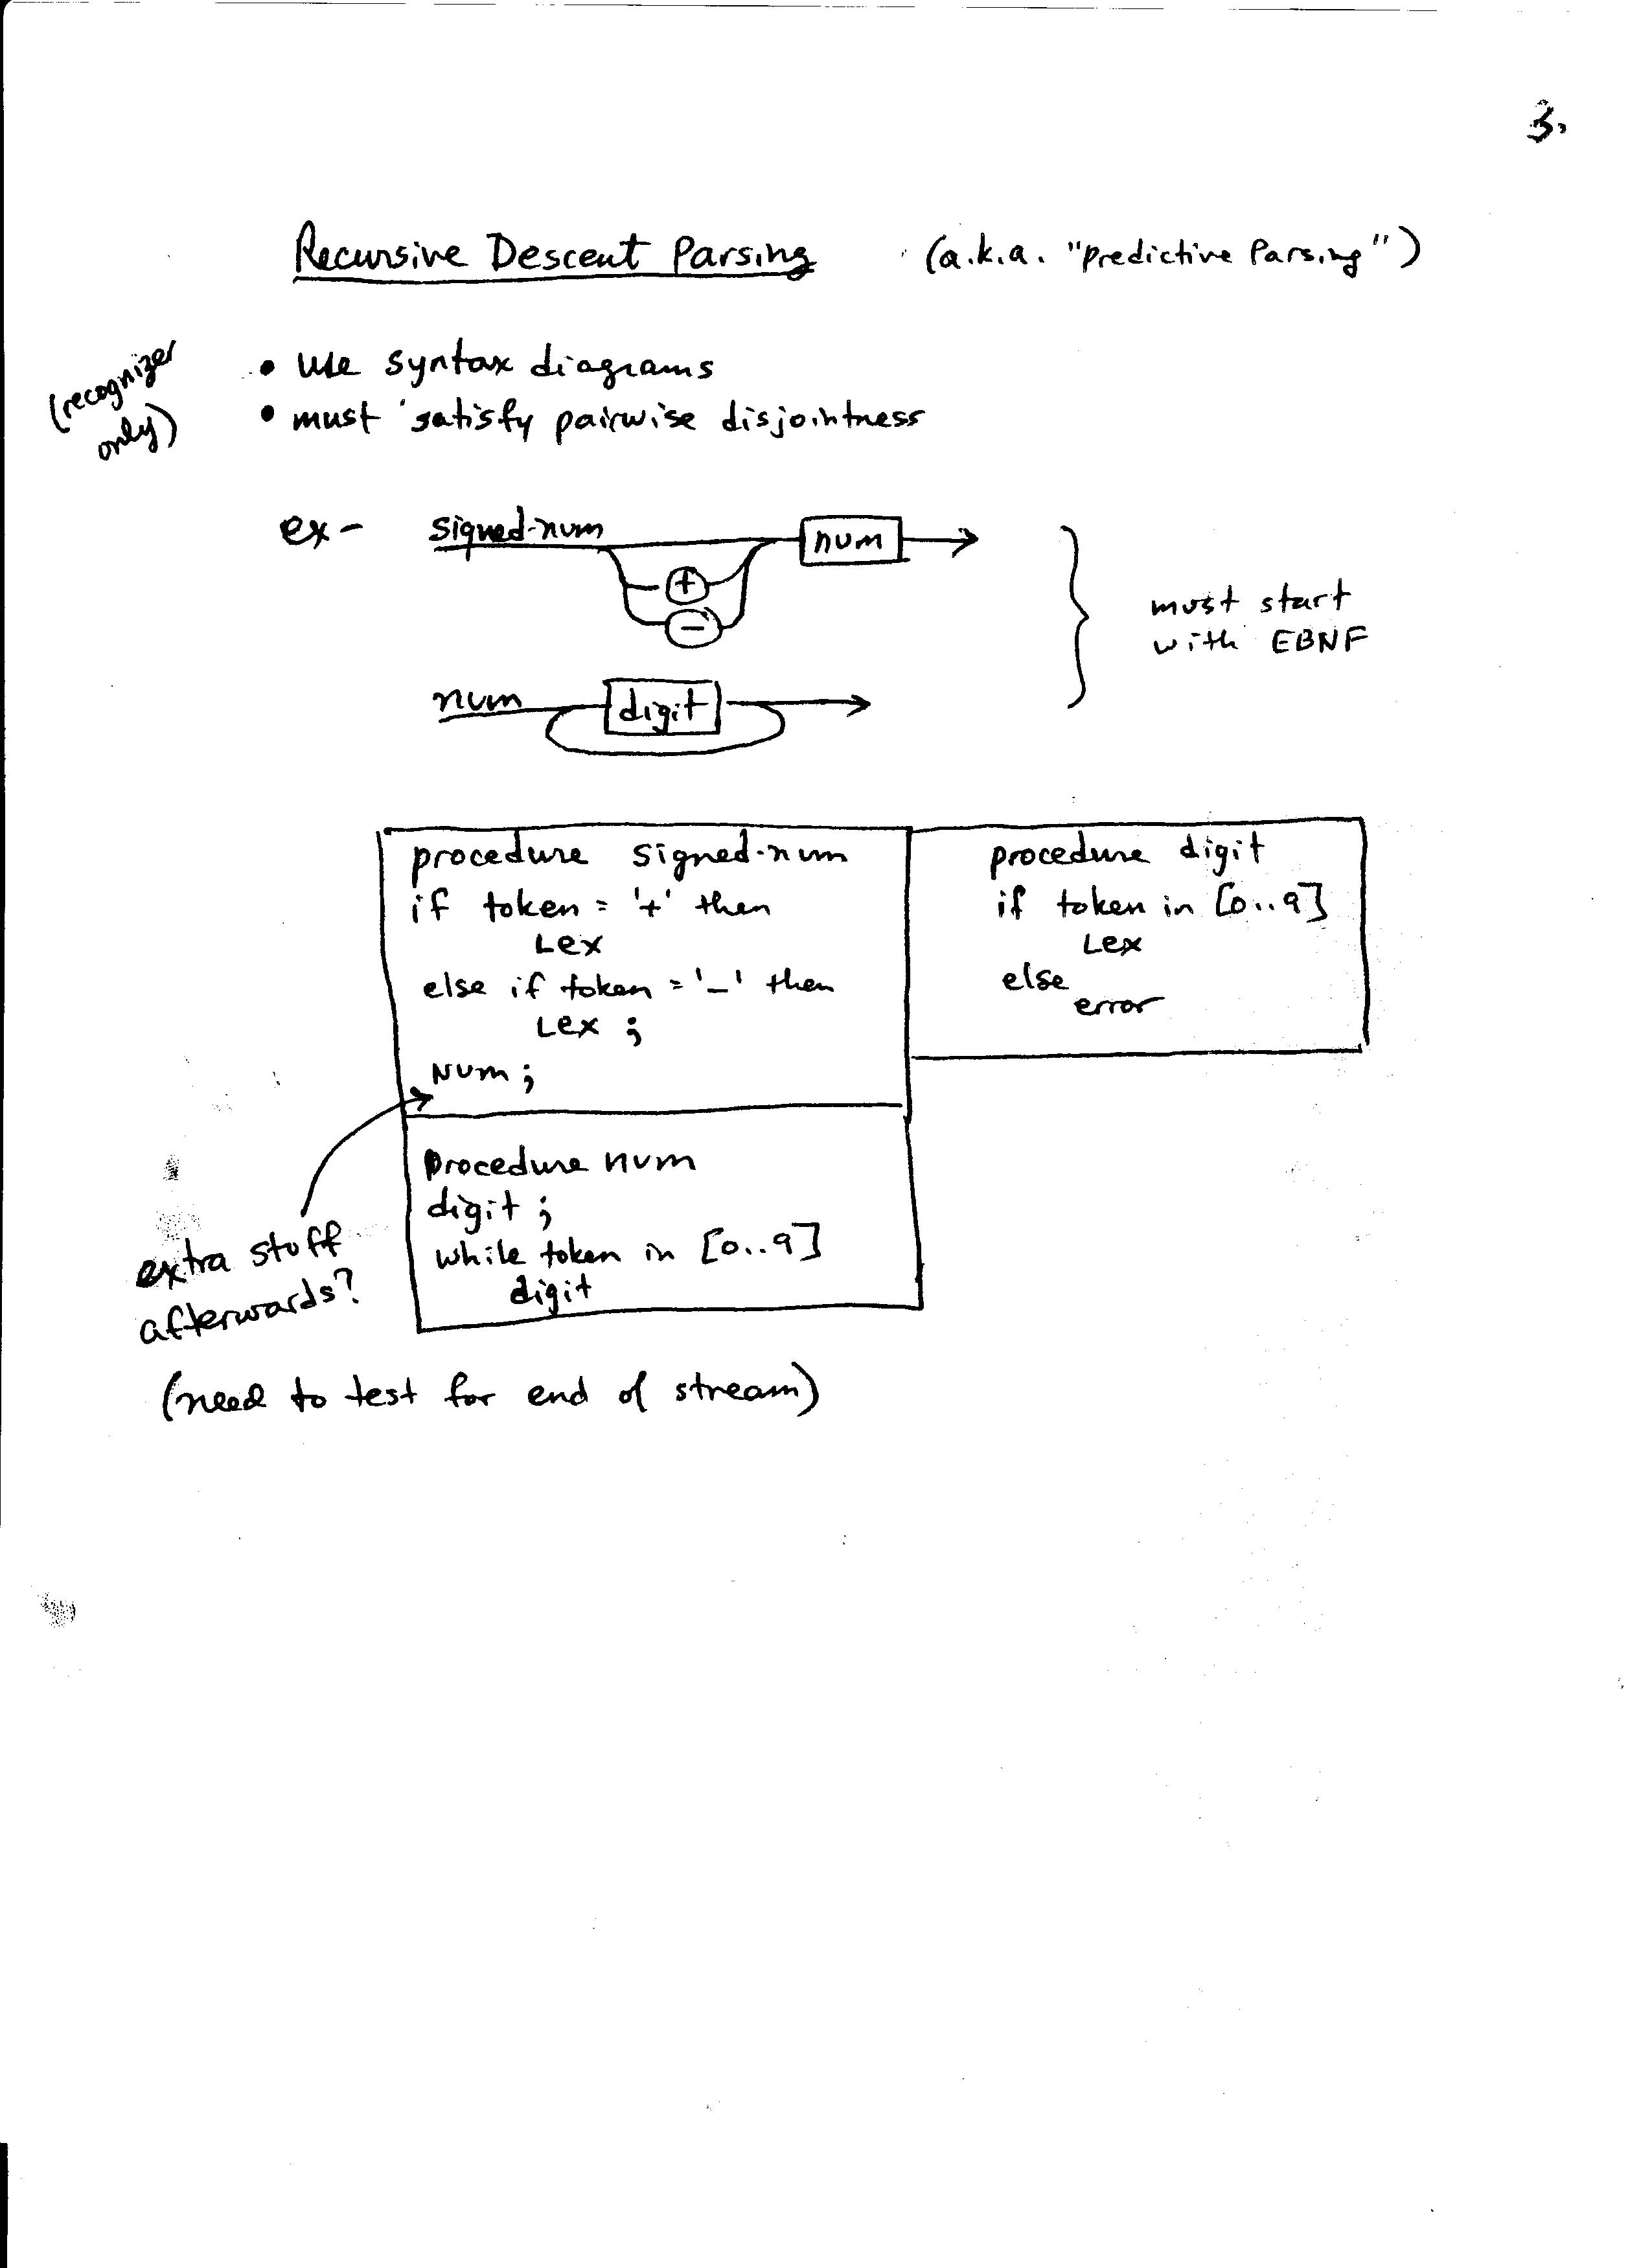 3.
Recursive Descent Parsing (a.k.a. "Predictive Parsing")
(recognizer
only)
• use syntax diagrams
• must satisfy pairwise disjointness
ex- signed-num num
+
-
must start
with EBNF
num digit
procedure signed-num
if token = '+' then
Lex
else if token = '-' then
Lex ;
Num ;
procedure digit
if token in [0..9]
Lex
else
error
procedure num
digit ;
while token in [0..9]
digit
extra stuff
afterwards?
(need to test for end of stream)